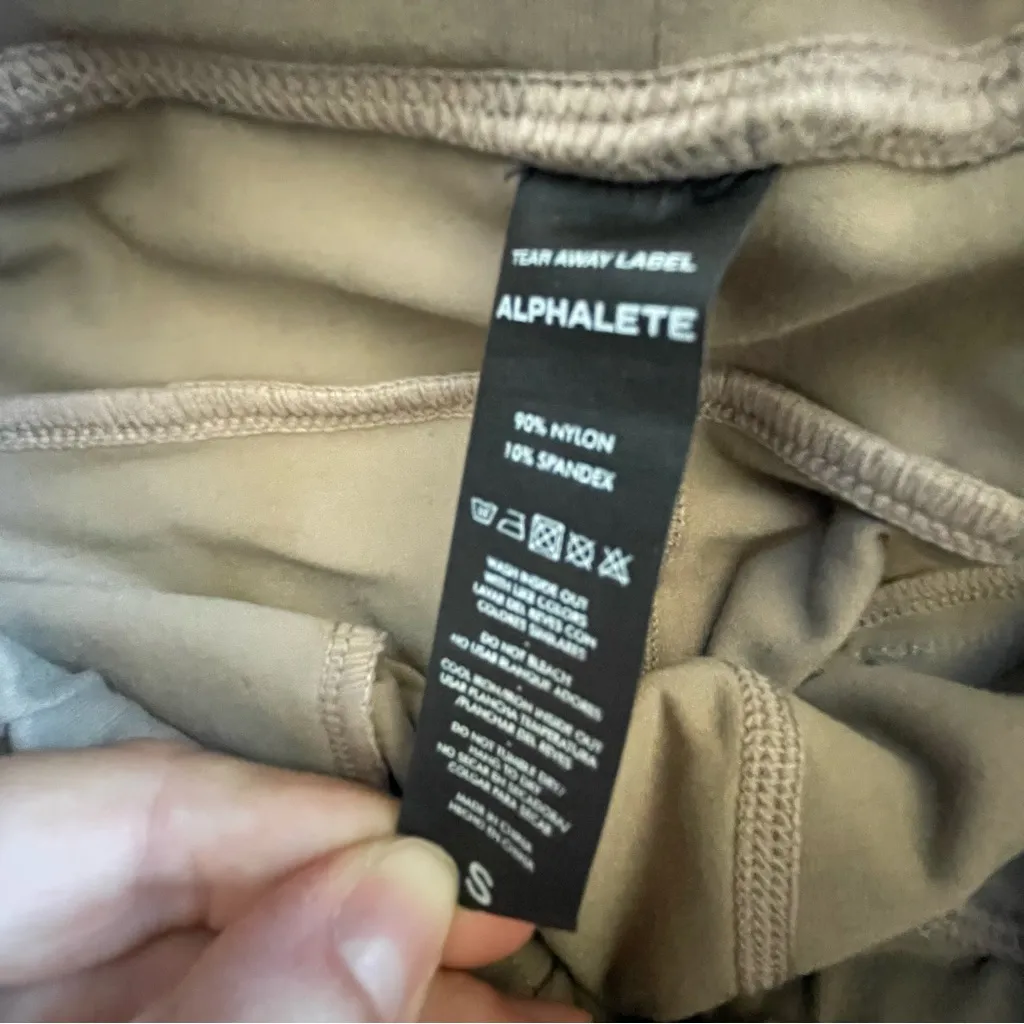 TEAR AWAY LABEL
ALPHALETE
90% NYLON
10% SPANDEX
WASH INSIDE OUT
WITH LIKE COLORS
LAVAR DEL REVES CON
COLORES SIMILARES
-
DO NOT BLEACH
NO USAR BLANQUE ADORES
-
COOL IRON/IRON INSIDE OUT
USAR PLANCHA TEMPERATURA
/PLANCHAR DEL REVES
-
DO NOT TUMBLE DRY/
HANG TO DRY
NO SECAR EN SECADORA/
COLGAR PARA SECAR
-
MADE IN CHINA
HECHO EN CHINA
S